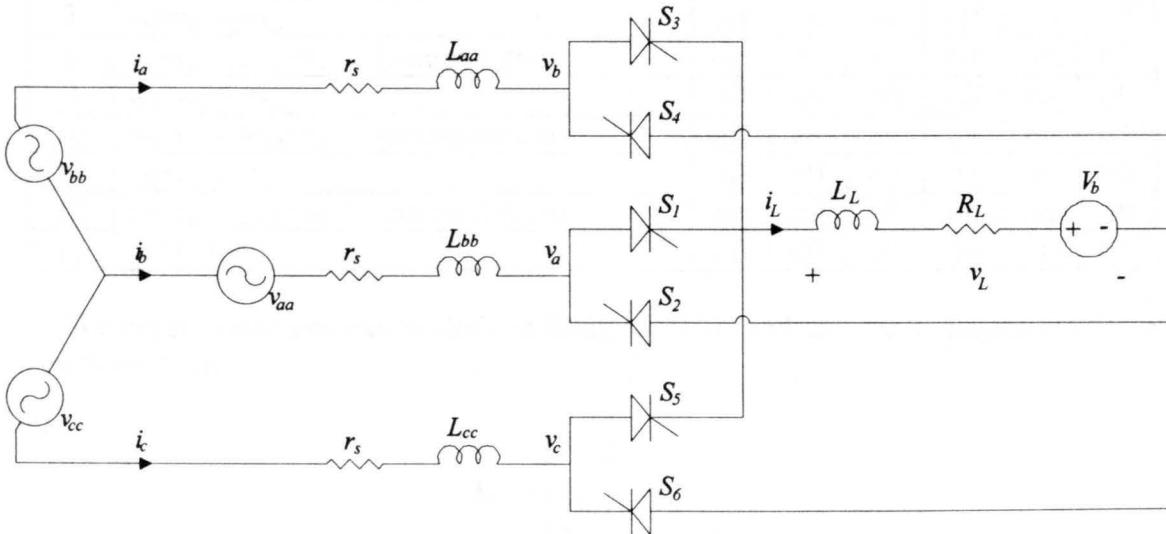 i_a r_s L_aa v_b S_3
v_bb
S_4
i_b v_aa r_s L_bb v_a S_1
i_L L_L R_L V_b
+ -
+ v_L -
S_2
v_cc
i_c r_s L_cc v_c S_5
S_6